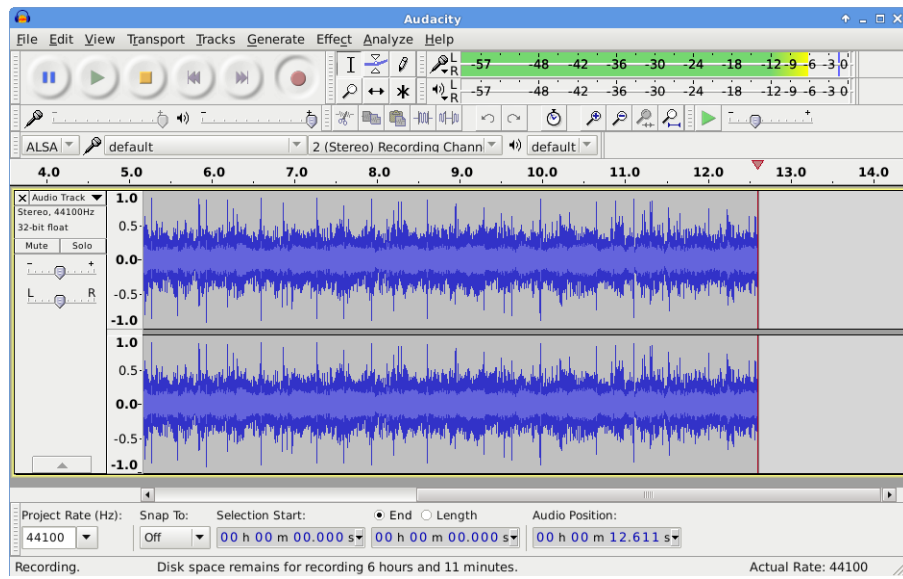 Audacity
File Edit View Transport Tracks Generate Effect Analyze Help
L
R
-57 -48 -42 -36 -30 -24 -18 -12 -9 -6 -3 0
L
R
-57 -48 -42 -36 -30 -24 -18 -12 -9 -6 -3 0
- +
ALSA default 2 (Stereo) Recording Chann default
4.0 5.0 6.0 7.0 8.0 9.0 10.0 11.0 12.0 13.0 14.0
X Audio Track
Stereo, 44100Hz
32-bit float
Mute Solo
- +
L R
1.0
0.5
0.0
-0.5
-1.0
1.0
0.5
0.0
-0.5
-1.0
Project Rate (Hz): Snap To: Selection Start: End Length Audio Position:
44100 Off 00 h 00 m 00.000 s 00 h 00 m 00.000 s 00 h 00 m 12.611 s
Recording. Disk space remains for recording 6 hours and 11 minutes. Actual Rate: 44100